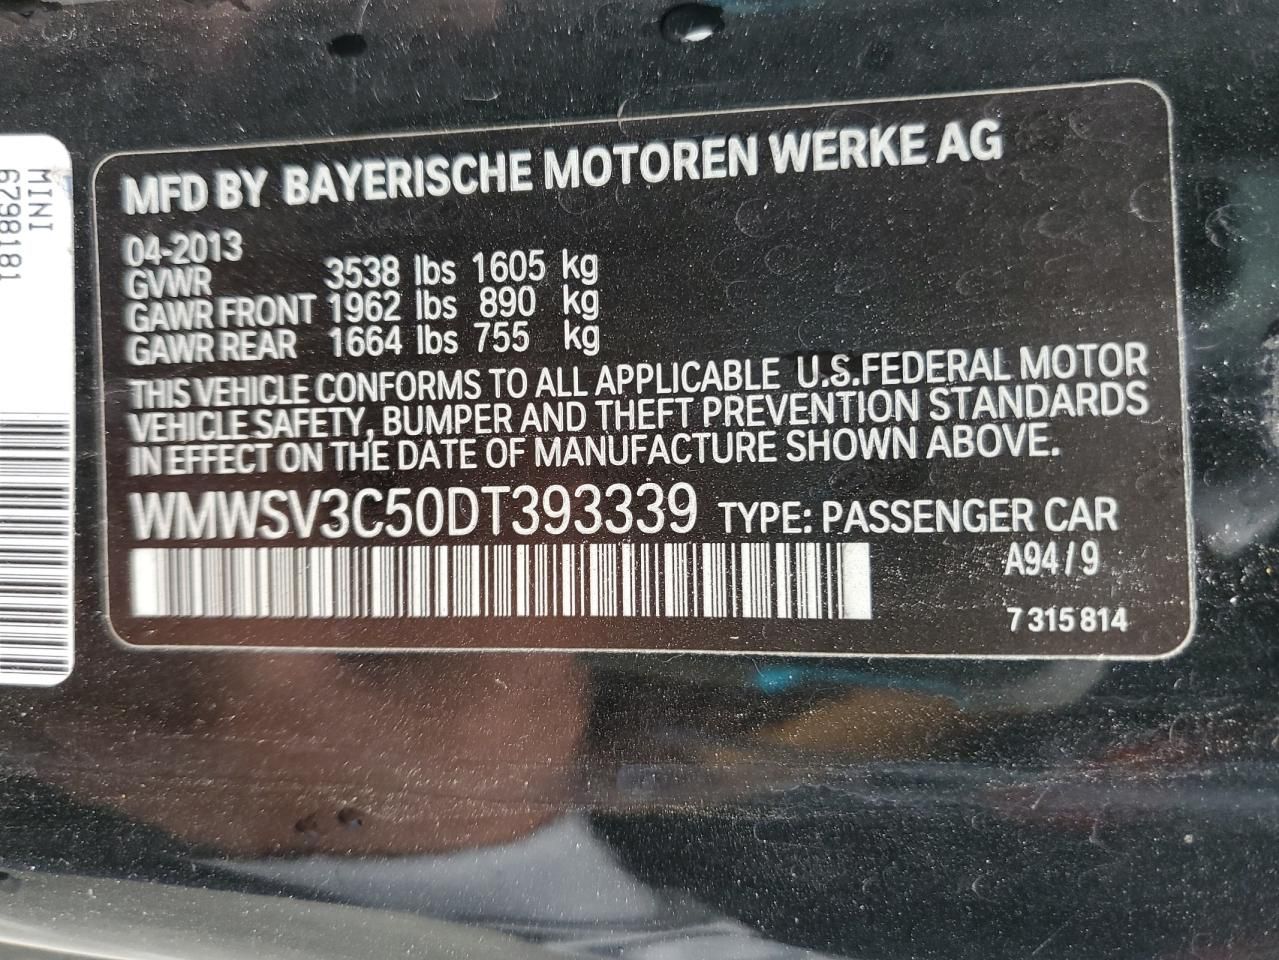 MFD BY BAYERISCHE MOTOREN WERKE AG
04-2013
GVWR 3538 lbs 1605 kg
GAWR FRONT 1962 lbs 890 kg
GAWR REAR 1664 lbs 755 kg
THIS VEHICLE CONFORMS TO ALL APPLICABLE U.S.FEDERAL MOTOR
VEHICLE SAFETY, BUMPER AND THEFT PREVENTION STANDARDS
IN EFFECT ON THE DATE OF MANUFACTURE SHOWN ABOVE.
WMWSV3C50DT393339 TYPE: PASSENGER CAR
A94 / 9
7 315 814
MINI
6798181